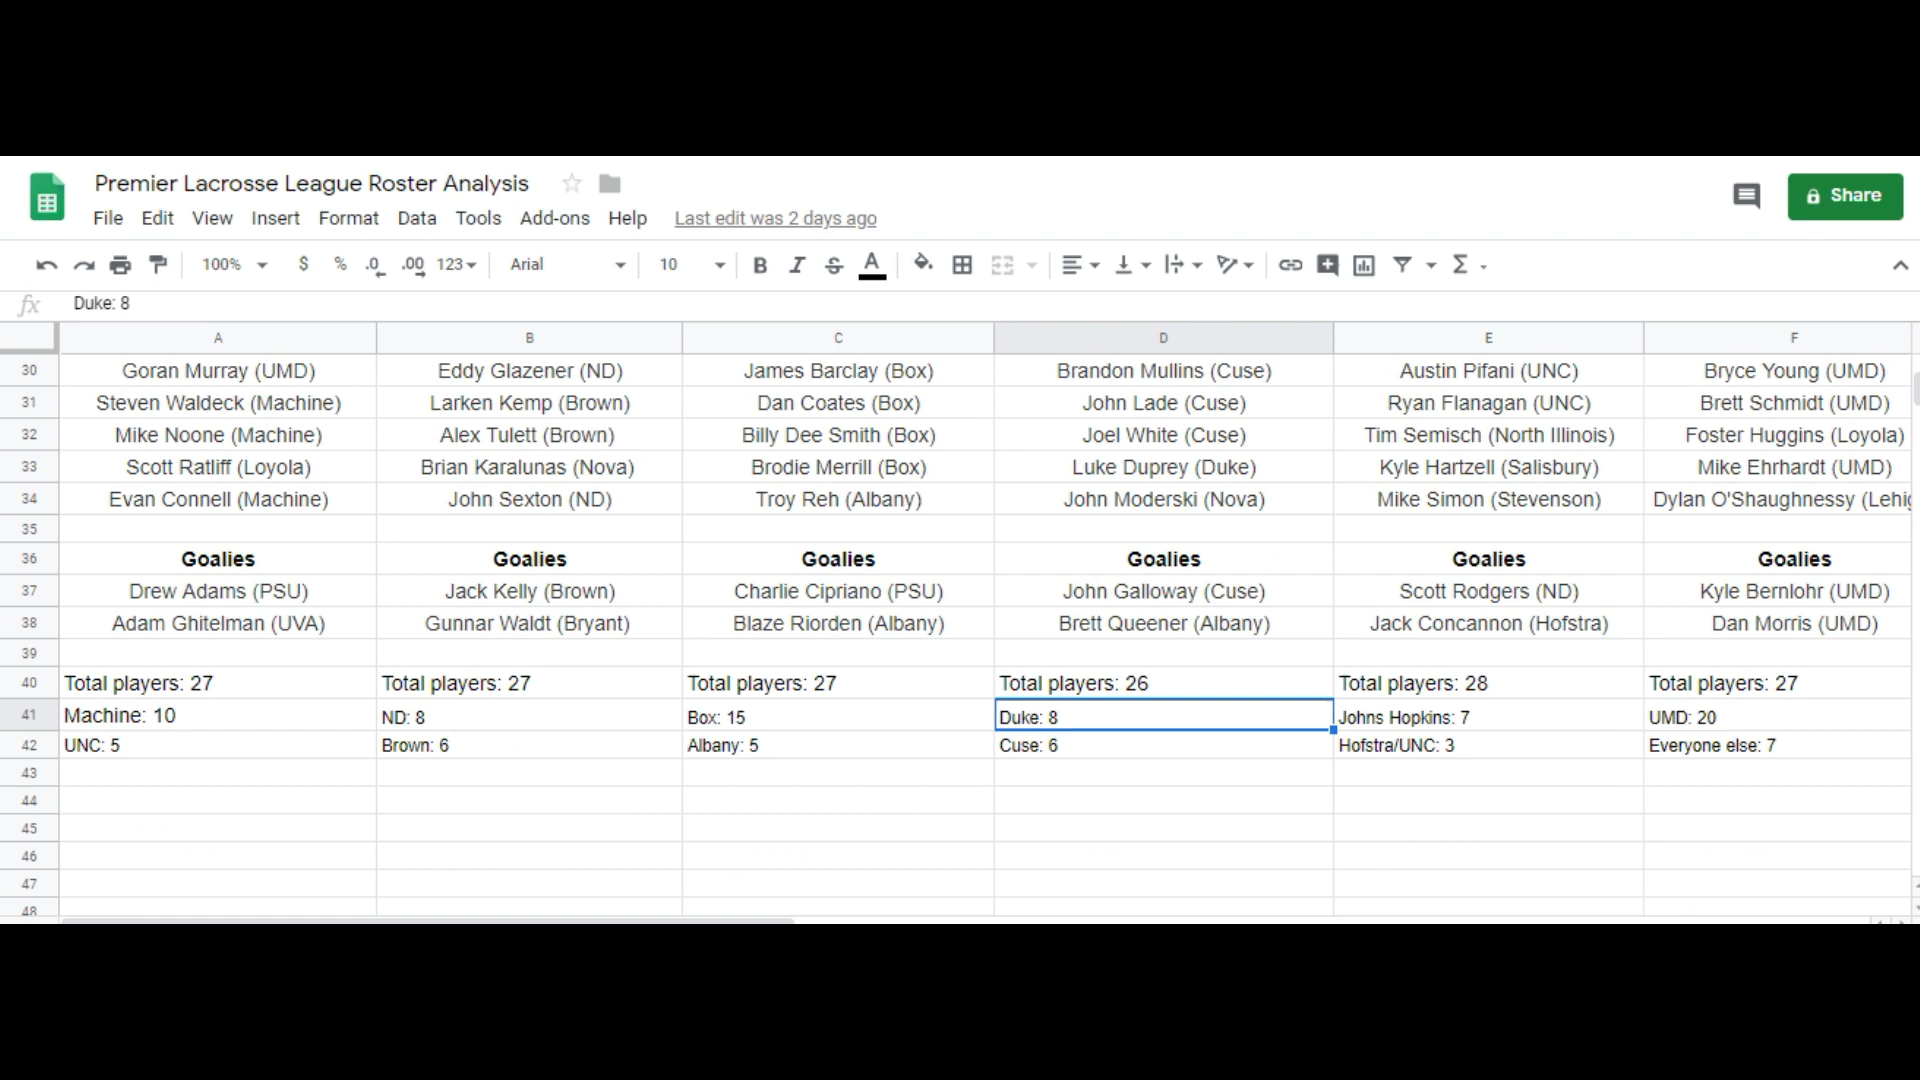 Premier Lacrosse League Roster Analysis
File Edit View Insert Format Data Tools Add-ons Help Last edit was 2 days ago
Share
100% $ % .0 .00 123 Arial 10 B I S A
fx Duke: 8
A B C D E F
30 Goran Murray (UMD) Eddy Glazener (ND) James Barclay (Box) Brandon Mullins (Cuse) Austin Pifani (UNC) Bryce Young (UMD)
31 Steven Waldeck (Machine) Larken Kemp (Brown) Dan Coates (Box) John Lade (Cuse) Ryan Flanagan (UNC) Brett Schmidt (UMD)
32 Mike Noone (Machine) Alex Tulett (Brown) Billy Dee Smith (Box) Joel White (Cuse) Tim Semisch (North Illinois) Foster Huggins (Loyola)
33 Scott Ratliff (Loyola) Brian Karalunas (Nova) Brodie Merrill (Box) Luke Duprey (Duke) Kyle Hartzell (Salisbury) Mike Ehrhardt (UMD)
34 Evan Connell (Machine) John Sexton (ND) Troy Reh (Albany) John Moderski (Nova) Mike Simon (Stevenson) Dylan O'Shaughnessy (Lehig
35
36 Goalies Goalies Goalies Goalies Goalies Goalies
37 Drew Adams (PSU) Jack Kelly (Brown) Charlie Cipriano (PSU) John Galloway (Cuse) Scott Rodgers (ND) Kyle Bernlohr (UMD)
38 Adam Ghitelman (UVA) Gunnar Waldt (Bryant) Blaze Riorden (Albany) Brett Queener (Albany) Jack Concannon (Hofstra) Dan Morris (UMD)
39
40 Total players: 27 Total players: 27 Total players: 27 Total players: 26 Total players: 28 Total players: 27
41 Machine: 10 ND: 8 Box: 15 Duke: 8 Johns Hopkins: 7 UMD: 20
42 UNC: 5 Brown: 6 Albany: 5 Cuse: 6 Hofstra/UNC: 3 Everyone else: 7
43
44
45
46
47
48